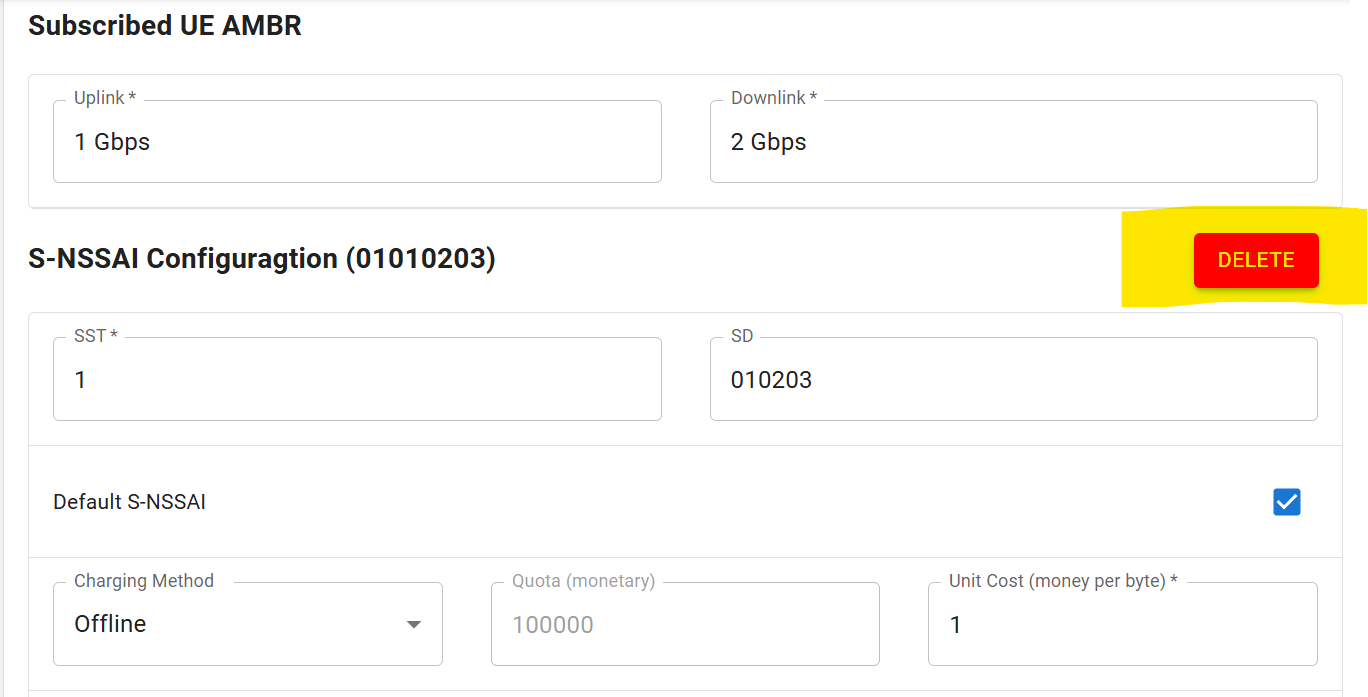 Subscribed UE AMBR
Uplink * Downlink *
1 Gbps 2 Gbps
S-NSSAI Configuragtion (01010203) DELETE
SST * SD
1 010203
Default S-NSSAI
Charging Method Quota (monetary) Unit Cost (money per byte) *
Offline 100000 1